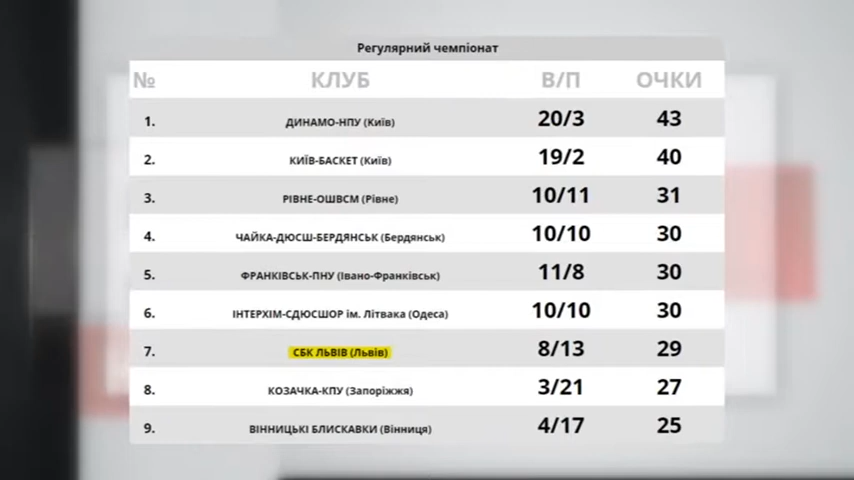 Регулярний чемпіонат
№ КЛУБ В/П ОЧКИ
1. ДИНАМО-НПУ (Київ) 20/3 43
2. КИЇВ-БАСКЕТ (Київ) 19/2 40
3. РІВНЕ-ОШВСМ (Рівне) 10/11 31
4. ЧАЙКА-ДЮСШ-БЕРДЯНСЬК (Бердянськ) 10/10 30
5. ФРАНКІВСЬК-ПНУ (Івано-Франківськ) 11/8 30
6. ІНТЕРХІМ-СДЮСШОР ім. Літвака (Одеса) 10/10 30
7. СБК ЛЬВІВ (Львів) 8/13 29
8. КОЗАЧКА-КПУ (Запоріжжя) 3/21 27
9. ВІННИЦЬКІ БЛИСКАВКИ (Вінниця) 4/17 25